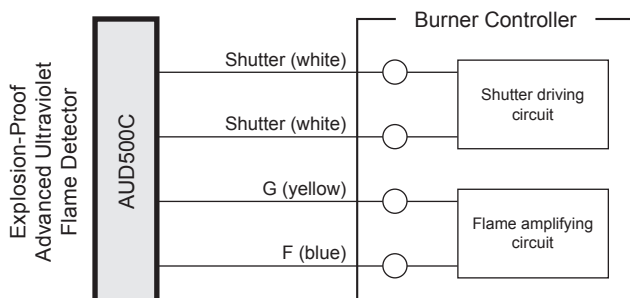 Burner Controller
Explosion-Proof
Advanced Ultraviolet
Flame Detector
AUD500C
Shutter (white)
Shutter driving
circuit
Shutter (white)
G (yellow)
Flame amplifying
circuit
F (blue)